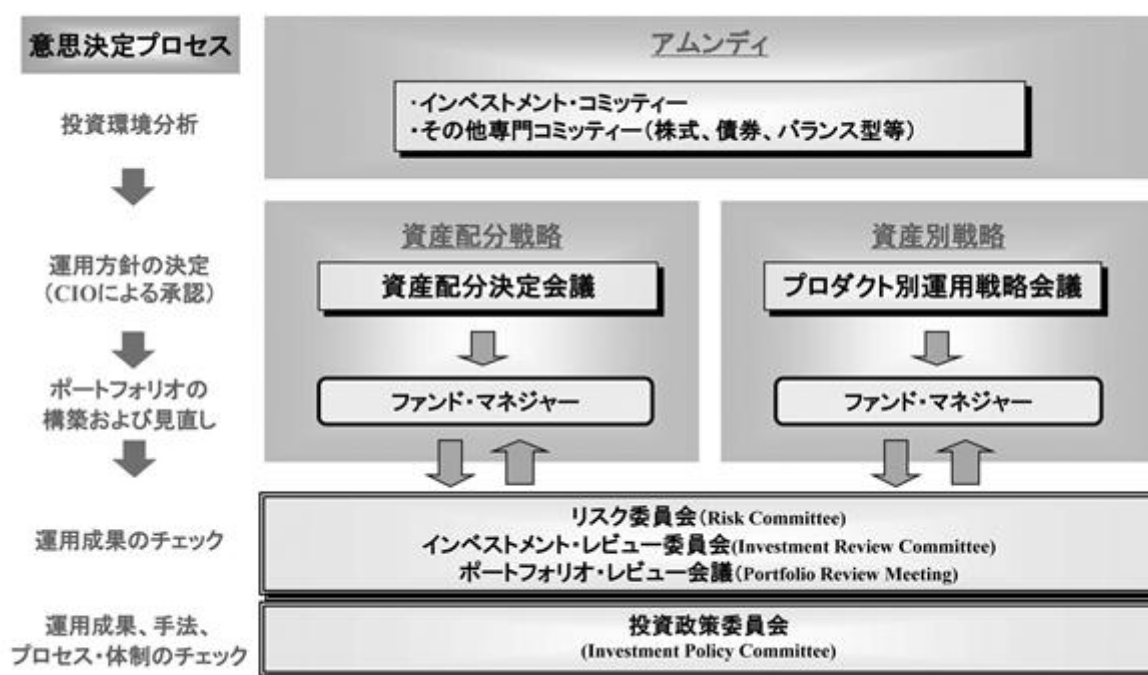 意思決定プロセス
アムンディ
投資環境分析
・インベストメント・コミッティー
・その他専門コミッティー(株式、債券、バランス型等)
資産配分戦略
資産別戦略
運用方針の決定
(CIOによる承認)
資産配分決定会議
プロダクト別運用戦略会議
ポートフォリオの
構築および見直し
ファンド・マネジャー
ファンド・マネジャー
運用成果のチェック
リスク委員会(Risk Committee)
インベストメント・レビュー委員会(Investment Review Committee)
ポートフォリオ・レビュー会議(Portfolio Review Meeting)
運用成果、手法、
プロセス・体制のチェック
投資政策委員会
(Investment Policy Committee)